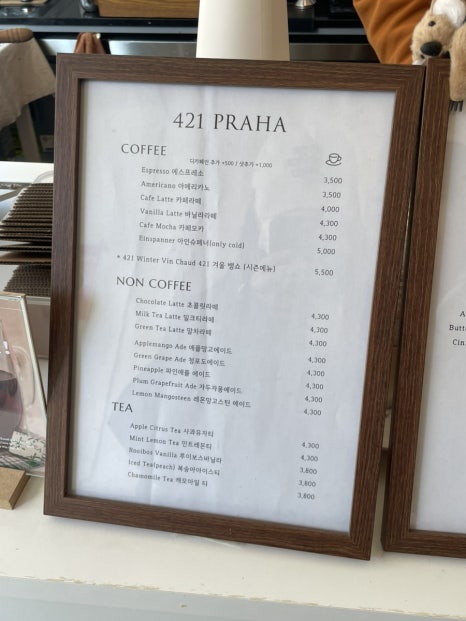 421 PRAHA
COFFEE
디카페인 추가 +500 / 샷추가 +1,000
Espresso 에스프레소 3,500
Americano 아메리카노 3,500
Cafe Latte 카페라떼 4,000
Vanilla Latte 바닐라라떼 4,300
Cafe Mocha 카페모카 4,300
Einspanner 아인슈페너(only cold) 5,000
* 421 Winter Vin Chaud 421 겨울 뱅쇼 (시즌메뉴) 5,500
NON COFFEE
Chocolate Latte 초콜릿라떼 4,300
Milk Tea Latte 밀크티라떼 4,300
Green Tea Latte 말차라떼 4,300
Applemango Ade 애플망고에이드 4,300
Green Grape Ade 청포도에이드 4,300
Pineapple 파인애플 에이드 4,300
Plum Grapefruit Ade 자두자몽에이드 4,300
Lemon Mangosteen 레몬망고스틴 에이드 4,300
TEA
Apple Citrus Tea 사과유자티 4,300
Mint Lemon Tea 민트레몬티 4,300
Rooibos Vanilla 루이보스바닐라 3,800
Iced Tea(peach) 복숭아아이스티 3,800
Chamomile Tea 캐모마일 티 3,800